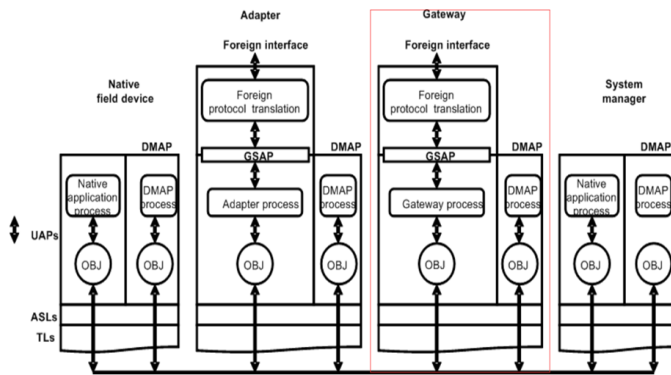 Adapter
Gateway
Foreign interface
Foreign interface
Native
field device
Foreign
protocol translation
Foreign
protocol translation
System
manager
DMAP
GSAP
DMAP
GSAP
DMAP
DMAP
Native
application
process
DMAP
process
Adapter process
DMAP
process
Gateway process
DMAP
process
Native
application
process
DMAP
process
UAPs
OBJ
OBJ
OBJ
OBJ
OBJ
OBJ
OBJ
OBJ
ASLs
TLs